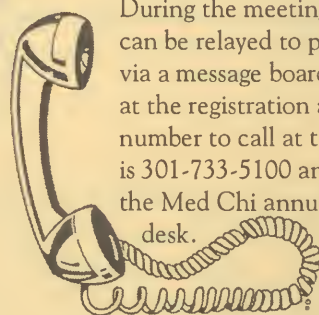 During the meeting
can be relayed to p
via a message board
at the registration a
number to call at t
is 301-733-5100 an
the Med Chi annu
desk.